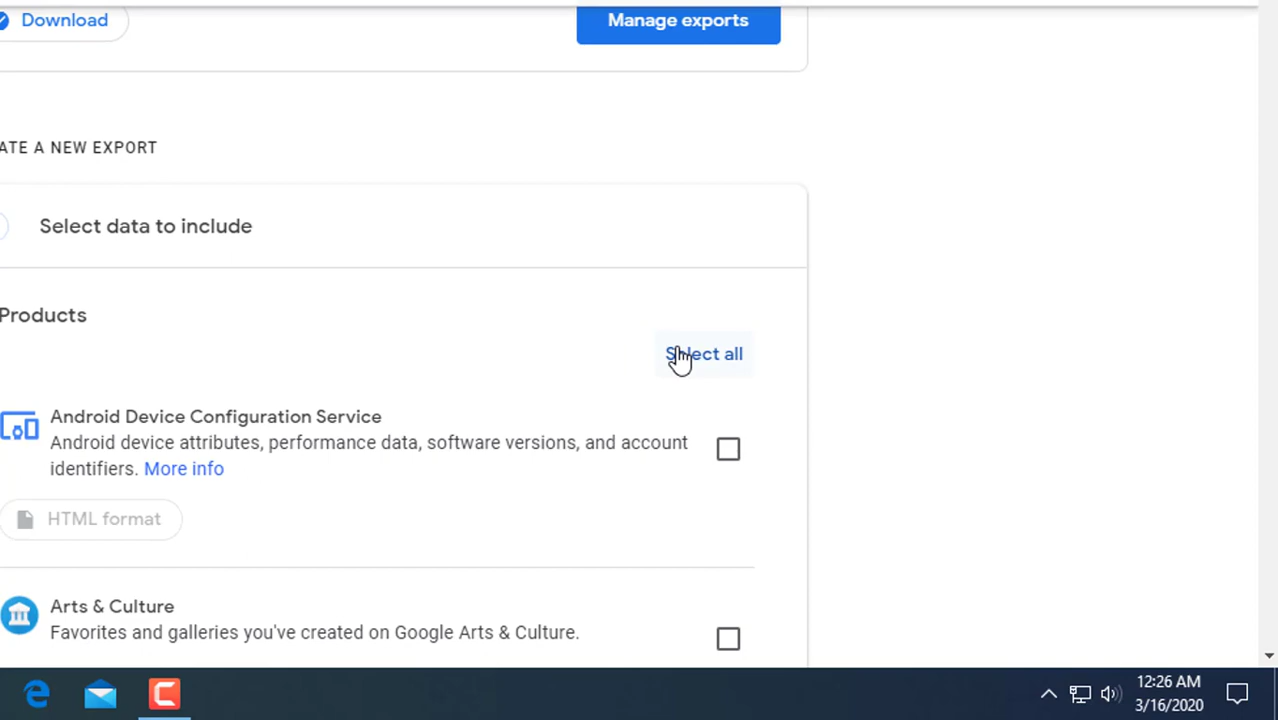 Download
Manage exports
ATE A NEW EXPORT
Select data to include
Products
Select all
Android Device Configuration Service
Android device attributes, performance data, software versions, and account
identifiers. More info
HTML format
Arts & Culture
Favorites and galleries you've created on Google Arts & Culture.
12:26 AM
3/16/2020